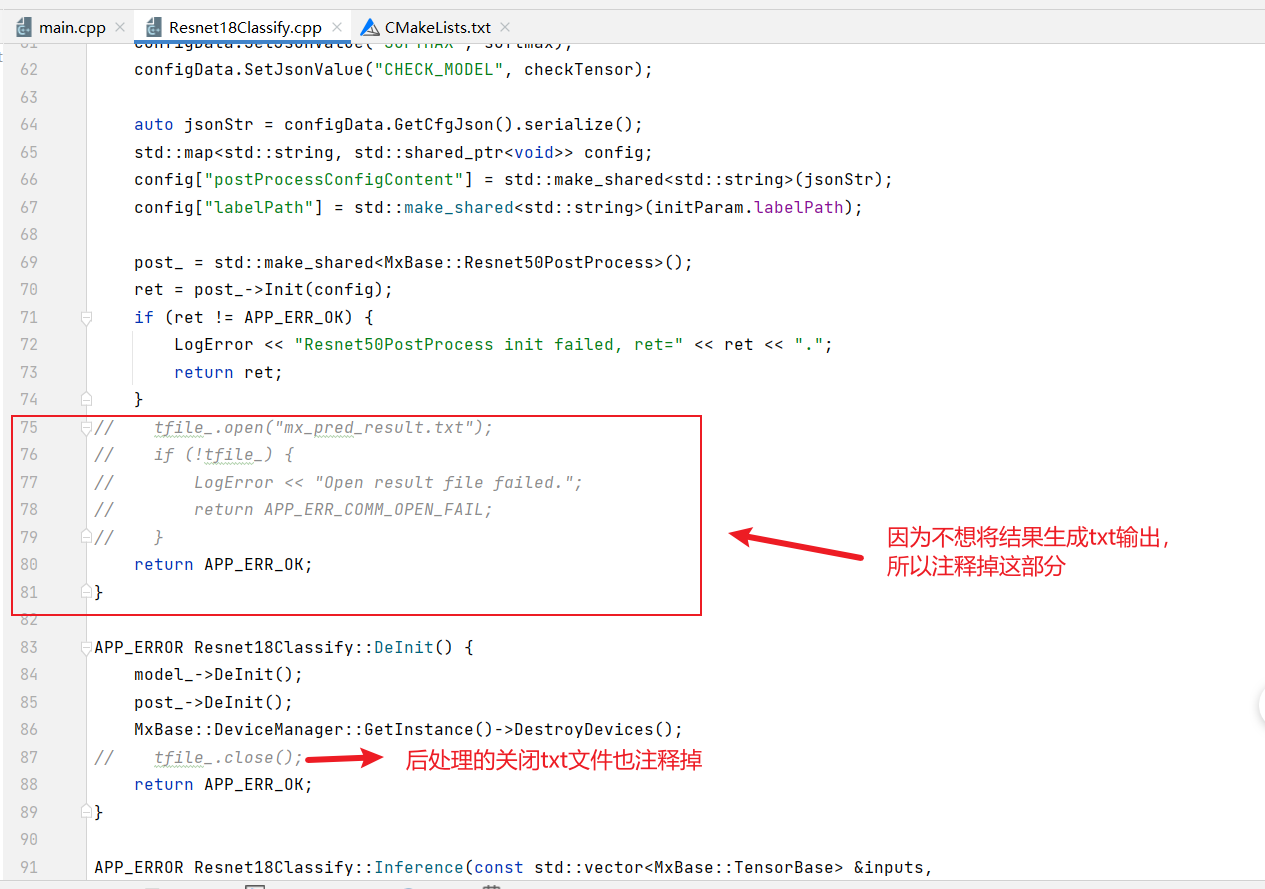 main.cpp Resnet18Classify.cpp CMakeLists.txt
61 configData.SetJsonValue("SOFTMAX", softmax);
62 configData.SetJsonValue("CHECK_MODEL", checkTensor);
63
64 auto jsonStr = configData.GetCfgJson().serialize();
65 std::map<std::string, std::shared_ptr<void>> config;
66 config["postProcessConfigContent"] = std::make_shared<std::string>(jsonStr);
67 config["labelPath"] = std::make_shared<std::string>(initParam.labelPath);
68
69 post_ = std::make_shared<MxBase::Resnet50PostProcess>();
70 ret = post_->Init(config);
71 if (ret != APP_ERR_OK) {
72 LogError << "Resnet50PostProcess init failed, ret=" << ret << ".";
73 return ret;
74 }
75 // tfile_.open("mx_pred_result.txt");
76 // if (!tfile_) {
77 // LogError << "Open result file failed.";
78 // return APP_ERR_COMM_OPEN_FAIL;
79 // }
因为不想将结果生成txt输出，
所以注释掉这部分
80 return APP_ERR_OK;
81 }
82
83 APP_ERROR Resnet18Classify::DeInit() {
84 model_->DeInit();
85 post_->DeInit();
86 MxBase::DeviceManager::GetInstance()->DestroyDevices();
87 // tfile_.close(); 后处理的关闭txt文件也注释掉
88 return APP_ERR_OK;
89 }
90
91 APP_ERROR Resnet18Classify::Inference(const std::vector<MxBase::TensorBase> &inputs,